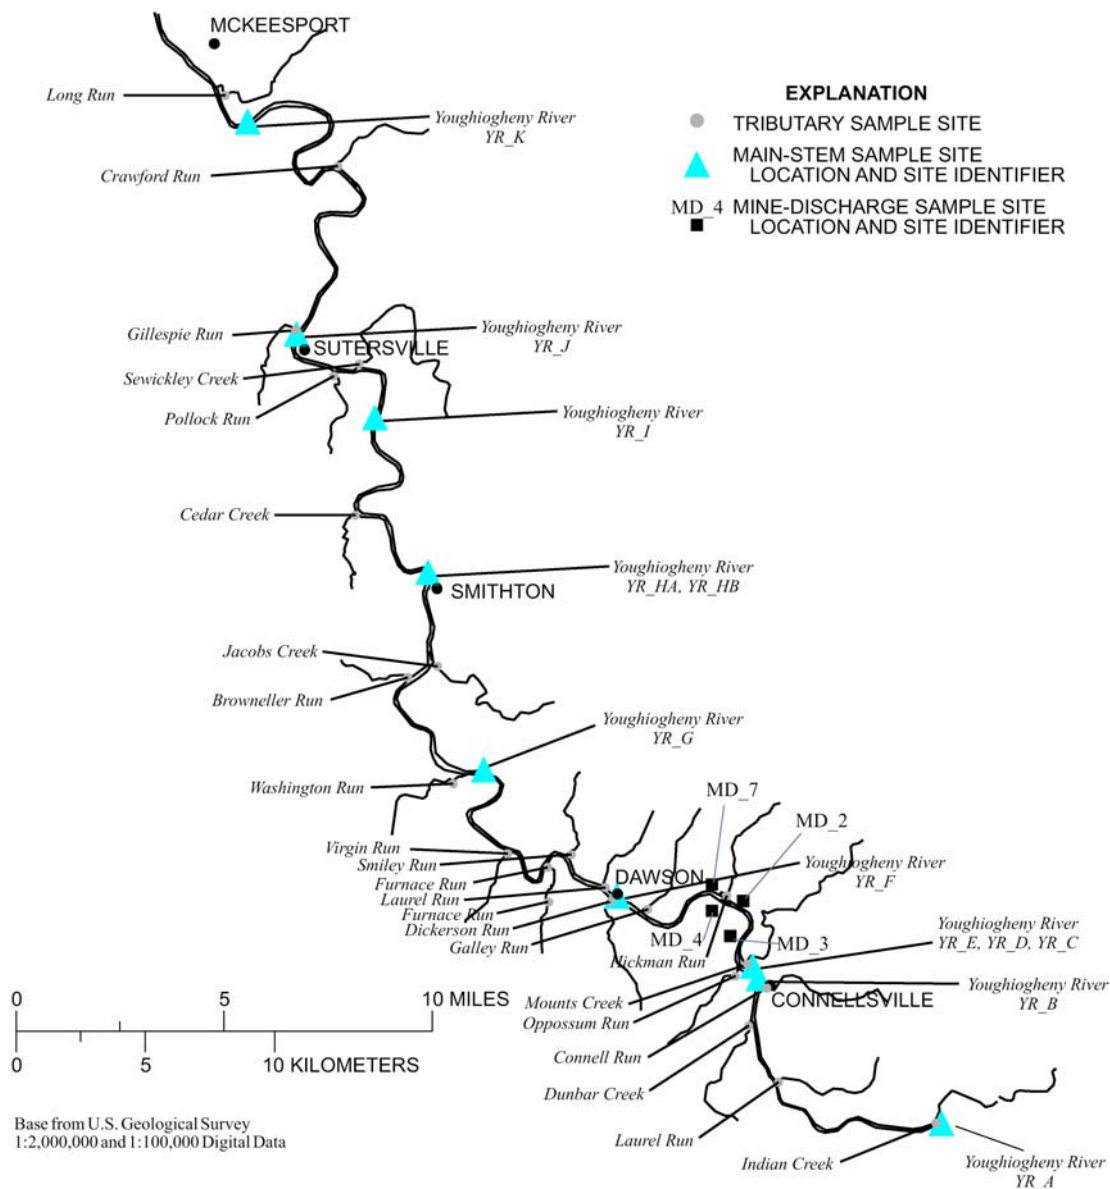 MCKEESPORT
Long Run
Youghiogheny River
YR_K
Crawford Run
EXPLANATION
TRIBUTARY SAMPLE SITE
MAIN-STEM SAMPLE SITE
LOCATION AND SITE IDENTIFIER
MD_4 MINE-DISCHARGE SAMPLE SITE
LOCATION AND SITE IDENTIFIER
Gillespie Run
Youghiogheny River
YR_J
SUTERSVILLE
Sewickley Creek
Pollock Run
Youghiogheny River
YR_I
Cedar Creek
Youghiogheny River
YR_HA, YR_HB
SMITHTON
Jacobs Creek
Browneller Run
Youghiogheny River
YR_G
Washington Run
MD_7
MD_2
Virgin Run
Smiley Run
Furnace Run
Laurel Run
Furnace Run
Dickerson Run
Galley Run
DAWSON
Youghiogheny River
YR_F
MD_4
MD_3
Hickman Run
Youghiogheny River
YR_E, YR_D, YR_C
Mounts Creek
Oppossum Run
CONNELLSVILLE
Youghiogheny River
YR_B
Connell Run
Dunbar Creek
Laurel Run
Indian Creek
Youghiogheny River
YR_A
0 5 10 MILES
0 5 10 KILOMETERS
Base from U.S. Geological Survey
1:2,000,000 and 1:100,000 Digital Data